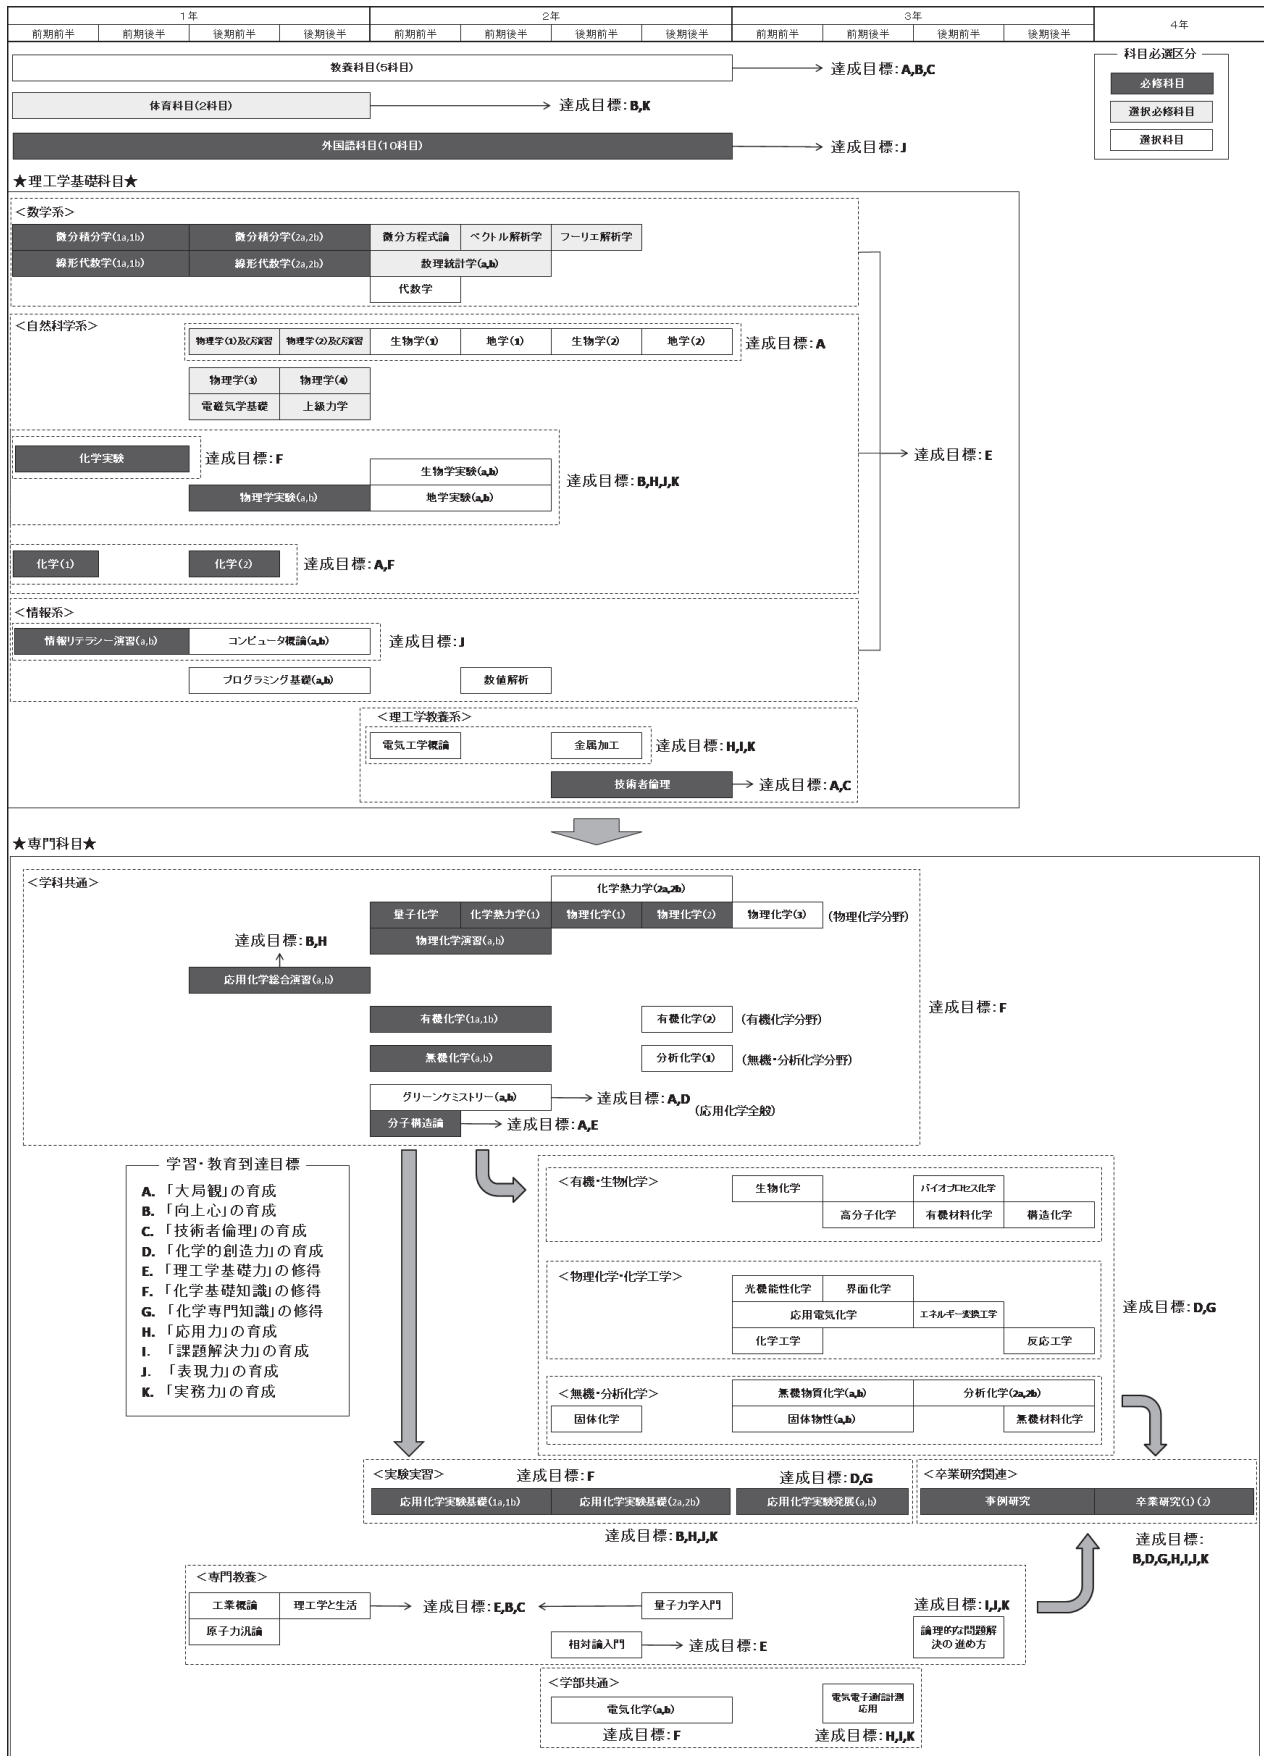 1年 2年 3年 4年
前期前半 前期後半 後期前半 後期後半 前期前半 前期後半 後期前半 後期後半 前期前半 前期後半 後期前半 後期後半
科目必選区分
教養科目(5科目) 達成目標:A,B,C
必修科目
体育科目(2科目) 達成目標:B,K
選択必修科目
外国語科目(10科目) 達成目標:J
選択科目
★理工学基礎科目★
<数学系>
微分積分学(1a,1b) 微分積分学(2a,2b) 微分方程式論 ベクトル解析学 フーリエ解析学
線形代数学(1a,1b) 線形代数学(2a,2b) 数理統計学(a,b)
代数学
<自然科学系>
物理学(1)及び演習 物理学(2)及び演習 生物学(1) 地学(1) 生物学(2) 地学(2) 達成目標:A
物理学(3) 物理学(4)
電磁気学基礎 上級力学
化学実験 達成目標:F
生物学実験(a,b)
達成目標:B,H,J,K
達成目標:E
物理学実験(a,b) 地学実験(a,b)
化学(1) 化学(2) 達成目標:A,F
<情報系>
情報リテラシー演習(a,b) コンピュータ概論(a,b) 達成目標:J
プログラミング基礎(a,b) 数値解析
<理工学教養系>
電気工学概論 金属加工 達成目標:H,I,K
技術者倫理 達成目標:A,C
★専門科目★
<学科共通>
化学熱力学(2a,2b)
量子化学 化学熱力学(1) 物理化学(1) 物理化学(2) 物理化学(3) (物理化学分野)
物理化学演習(a,b)
達成目標:B,H
応用化学総合演習(a,b)
達成目標:F
有機化学(1a,1b) 有機化学(2) (有機化学分野)
無機化学(a,b) 分析化学(1) (無機・分析化学分野)
グリーンケミストリー(a,b) 達成目標:A,D
(応用化学全般)
分子構造論 達成目標:A,E
学習・教育到達目標
A. 「大局観」の育成
B. 「向上心」の育成
C. 「技術者倫理」の育成
D. 「化学的創造力」の育成
E. 「理工学基礎力」の修得
F. 「化学基礎知識」の修得
G. 「化学専門知識」の修得
H. 「応用力」の育成
I. 「課題解決力」の育成
J. 「表現力」の育成
K. 「実務力」の育成
<有機・生物化学> 生物化学 バイオプロセス化学
高分子化学 有機材料化学 構造化学
<物理化学・化学工学> 光機能性化学 界面化学
応用電気化学 エネルギー変換工学
達成目標:D,G
化学工学 反応工学
<無機・分析化学> 無機物質化学(a,b) 分析化学(2a,2b)
固体化学 固体物性(a,b) 無機材料化学
<実験実習> 達成目標:F 達成目標:D,G <卒業研究関連>
応用化学実験基礎(1a,1b) 応用化学実験基礎(2a,2b) 応用化学実験発展(a,b) 事例研究 卒業研究(1)(2)
達成目標:B,H,J,K
達成目標:
B,D,G,H,I,J,K
<専門教養>
工業概論 理工学と生活 達成目標:E,B,C 量子力学入門 達成目標:I,J,K
原子力汎論
論理的な問題解
決の進め方
相対論入門 達成目標:E
<学部共通>
電気化学(a,b)
電気電子通信計測
応用
達成目標:F 達成目標:H,I,K